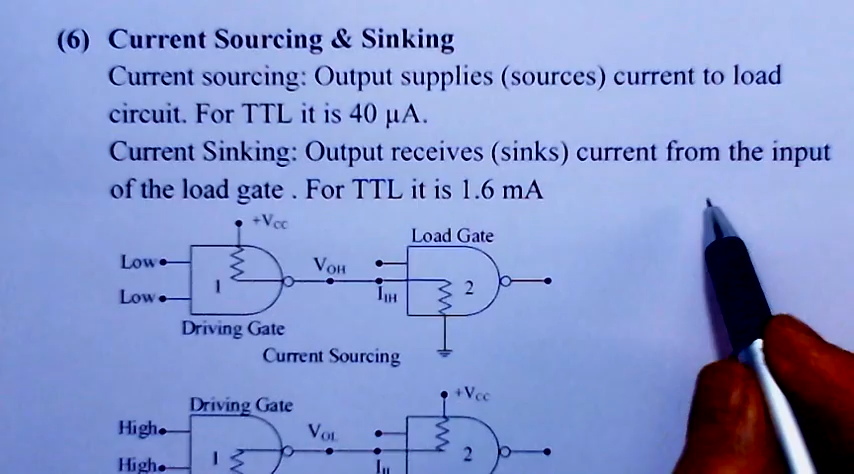 (6) Current Sourcing & Sinking
Current sourcing: Output supplies (sources) current to load
circuit. For TTL it is 40 μA.
Current Sinking: Output receives (sinks) current from the input
of the load gate . For TTL it is 1.6 mA
+Vcc
Load Gate
Low
VOH
1
2
Low
IIH
Driving Gate
Current Sourcing
+Vcc
Driving Gate
High
VOL
1
2
High